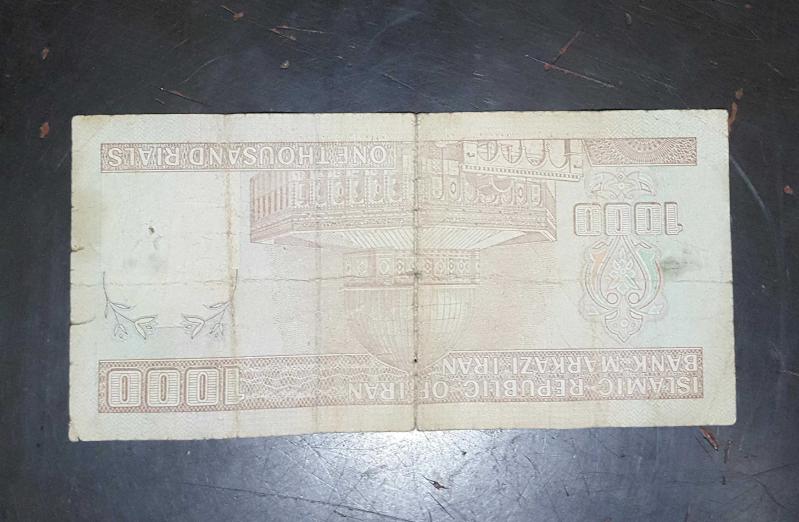 ISLAMIC REPUBLIC OF IRAN
BANK MARKAZI IRAN
1000
1000
ONE THOUSAND RIALS